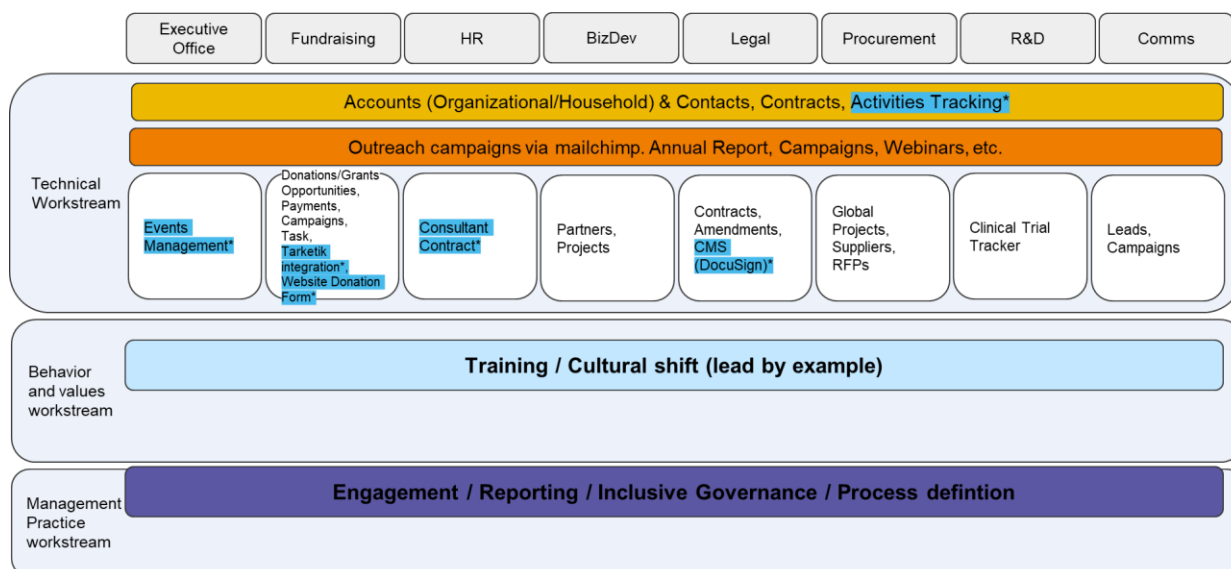 Executive
Office
Fundraising
HR
BizDev
Legal
Procurement
R&D
Comms
Technical
Workstream
Accounts (Organizational/Household) & Contacts, Contracts, Activities Tracking*
Outreach campaigns via mailchimp. Annual Report, Campaigns, Webinars, etc.
Events
Management*
Donations/Grants
Opportunities,
Payments,
Campaigns,
Task,
Tarketik
integration*,
Website Donation
Form*
Consultant
Contract*
Partners,
Projects
Contracts,
Amendments,
CMS
(DocuSign)*
Global
Projects,
Suppliers,
RFPs
Clinical Trial
Tracker
Leads,
Campaigns
Behavior
and values
workstream
Training / Cultural shift (lead by example)
Management
Practice
workstream
Engagement / Reporting / Inclusive Governance / Process defintion